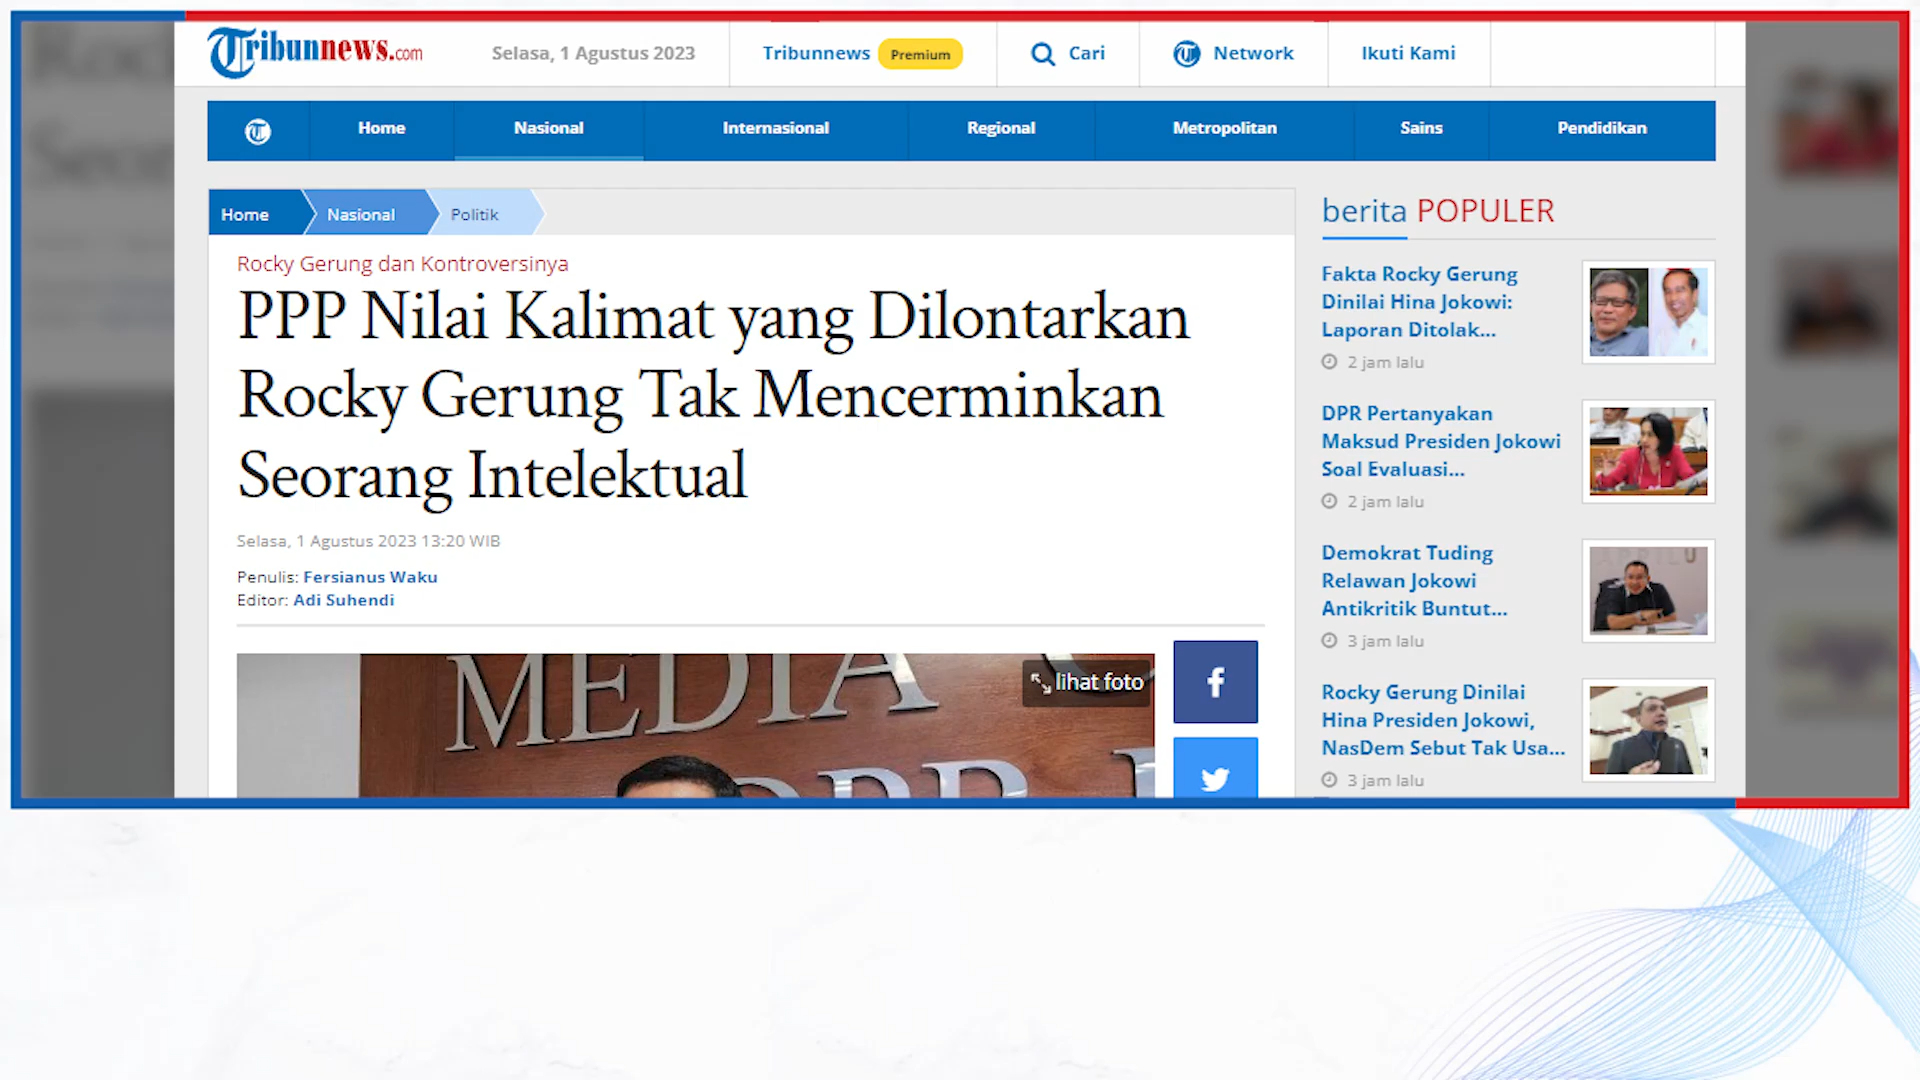 Tribunnews.com
Selasa, 1 Agustus 2023
Tribunnews Premium
Cari
Network
Ikuti Kami
Home
Nasional
Internasional
Regional
Metropolitan
Sains
Pendidikan
Home
Nasional
Politik
Rocky Gerung dan Kontroversinya
PPP Nilai Kalimat yang Dilontarkan
Rocky Gerung Tak Mencerminkan
Seorang Intelektual
Selasa, 1 Agustus 2023 13:20 WIB
Penulis: Fersianus Waku
Editor: Adi Suhendi
MEDIA
lihat foto
berita POPULER
Fakta Rocky Gerung
Dinilai Hina Jokowi:
Laporan Ditolak...
2 jam lalu
DPR Pertanyakan
Maksud Presiden Jokowi
Soal Evaluasi...
2 jam lalu
Demokrat Tuding
Relawan Jokowi
Antikritik Buntut...
3 jam lalu
Rocky Gerung Dinilai
Hina Presiden Jokowi,
NasDem Sebut Tak Usa...
3 jam lalu